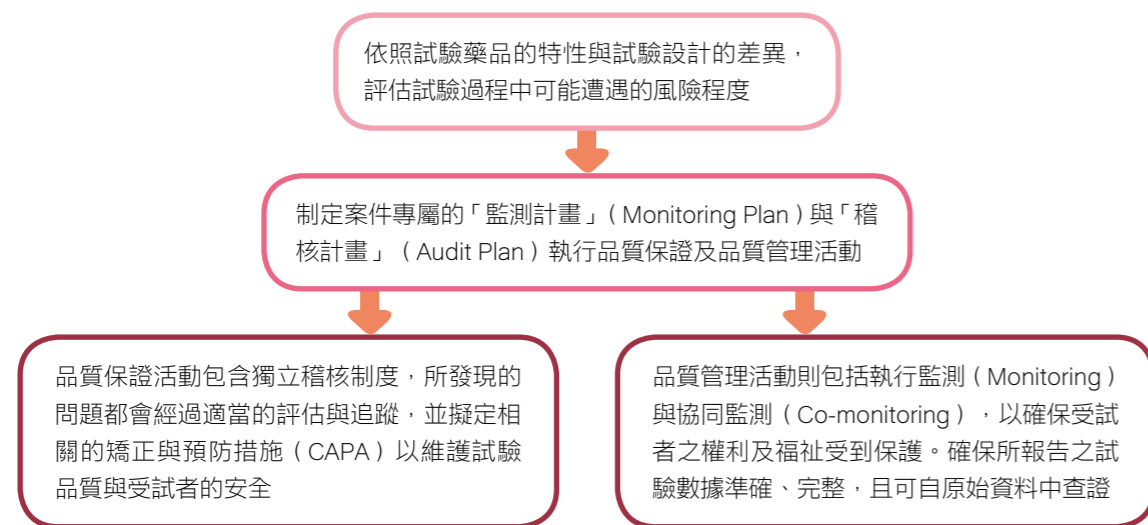 依照試驗藥品的特性與試驗設計的差異，
評估試驗過程中可能遭遇的風險程度
制定案件專屬的「監測計畫」（Monitoring Plan）與「稽
核計畫」（Audit Plan）執行品質保證及品質管理活動
品質保證活動包含獨立稽核制度，所發現的
問題都會經過適當的評估與追蹤，並擬定相
關的矯正與預防措施（CAPA）以維護試驗
品質與受試者的安全
品質管理活動則包括執行監測（Monitoring）
與協同監測（Co-monitoring），以確保受試
者之權利及福祉受到保護。確保所報告之試
驗數據準確、完整，且可自原始資料中查證